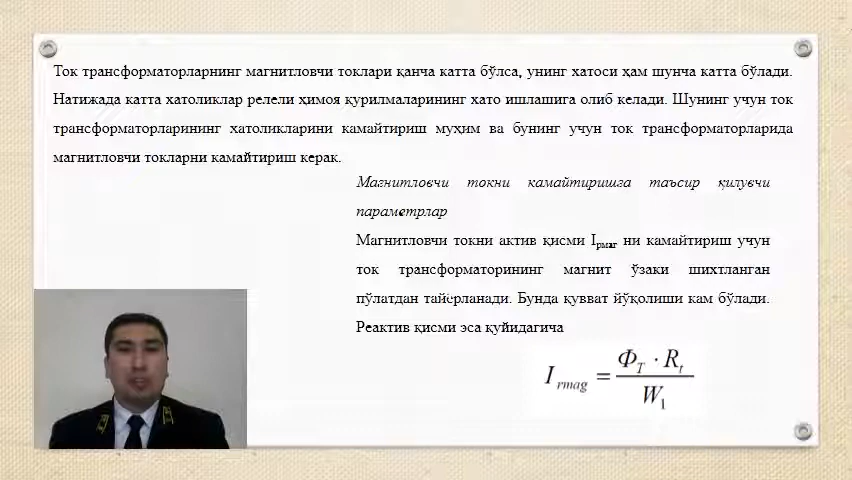 Ток трансформаторларнинг магнитловчи токлари қанча катта бўлса, унинг хатоси ҳам шунча катта бўлади.
Натижада катта хатоликлар релели ҳимоя қурилмаларининг хато ишлашига олиб келади. Шунинг учун ток
трансформаторларининг хатоликларини камайтириш муҳим ва бунинг учун ток трансформаторларида
магнитловчи токларни камайтириш керак.
Магнитловчи токни камайтиришга таъсир қилувчи
параметрлар
Магнитловчи токни актив қисми Iрмаг ни камайтириш учун
ток трансформаторининг магнит ўзаки шихтланган
пўлатдан тайёрланади. Бунда қувват йўқолиши кам бўлади.
Реактив қисми эса қуйидагича
I rmag = Ф_T · R_t / W_1